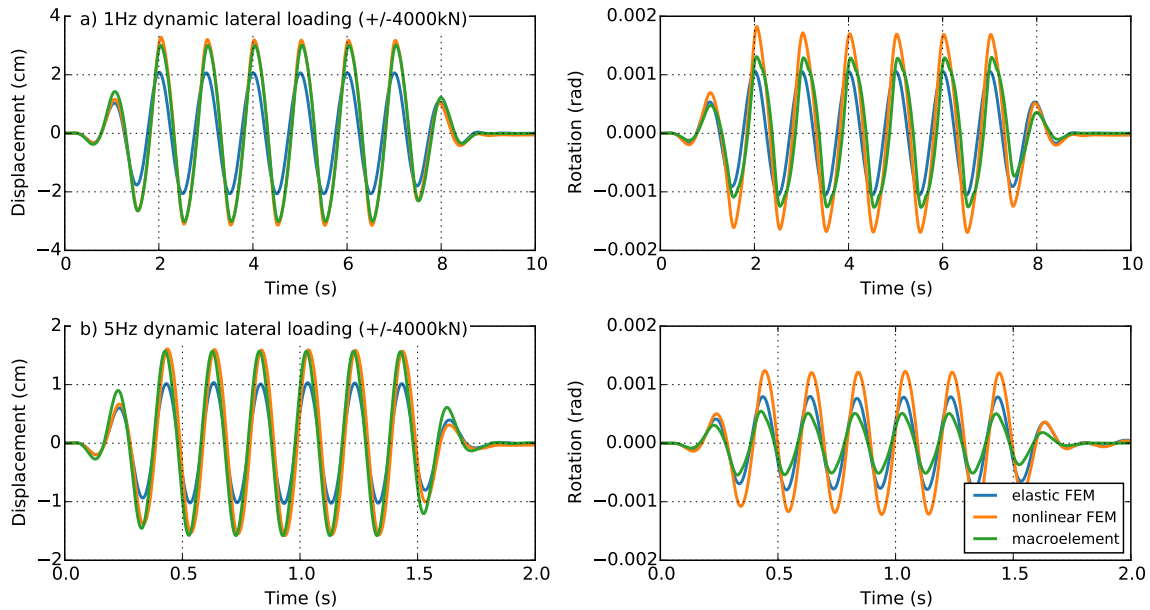 a) 1Hz dynamic lateral loading (+/-4000kN)
Displacement (cm)
4
2
0
−2
−4
0 2 4 6 8 10
Time (s)
Rotation (rad)
0.002
0.001
0.000
−0.001
−0.002
0 2 4 6 8 10
Time (s)
b) 5Hz dynamic lateral loading (+/-4000kN)
Displacement (cm)
2
1
0
−1
−2
0.0 0.5 1.0 1.5 2.0
Time (s)
Rotation (rad)
0.002
0.001
0.000
−0.001
−0.002
0.0 0.5 1.0 1.5 2.0
Time (s)
elastic FEM
nonlinear FEM
macroelement